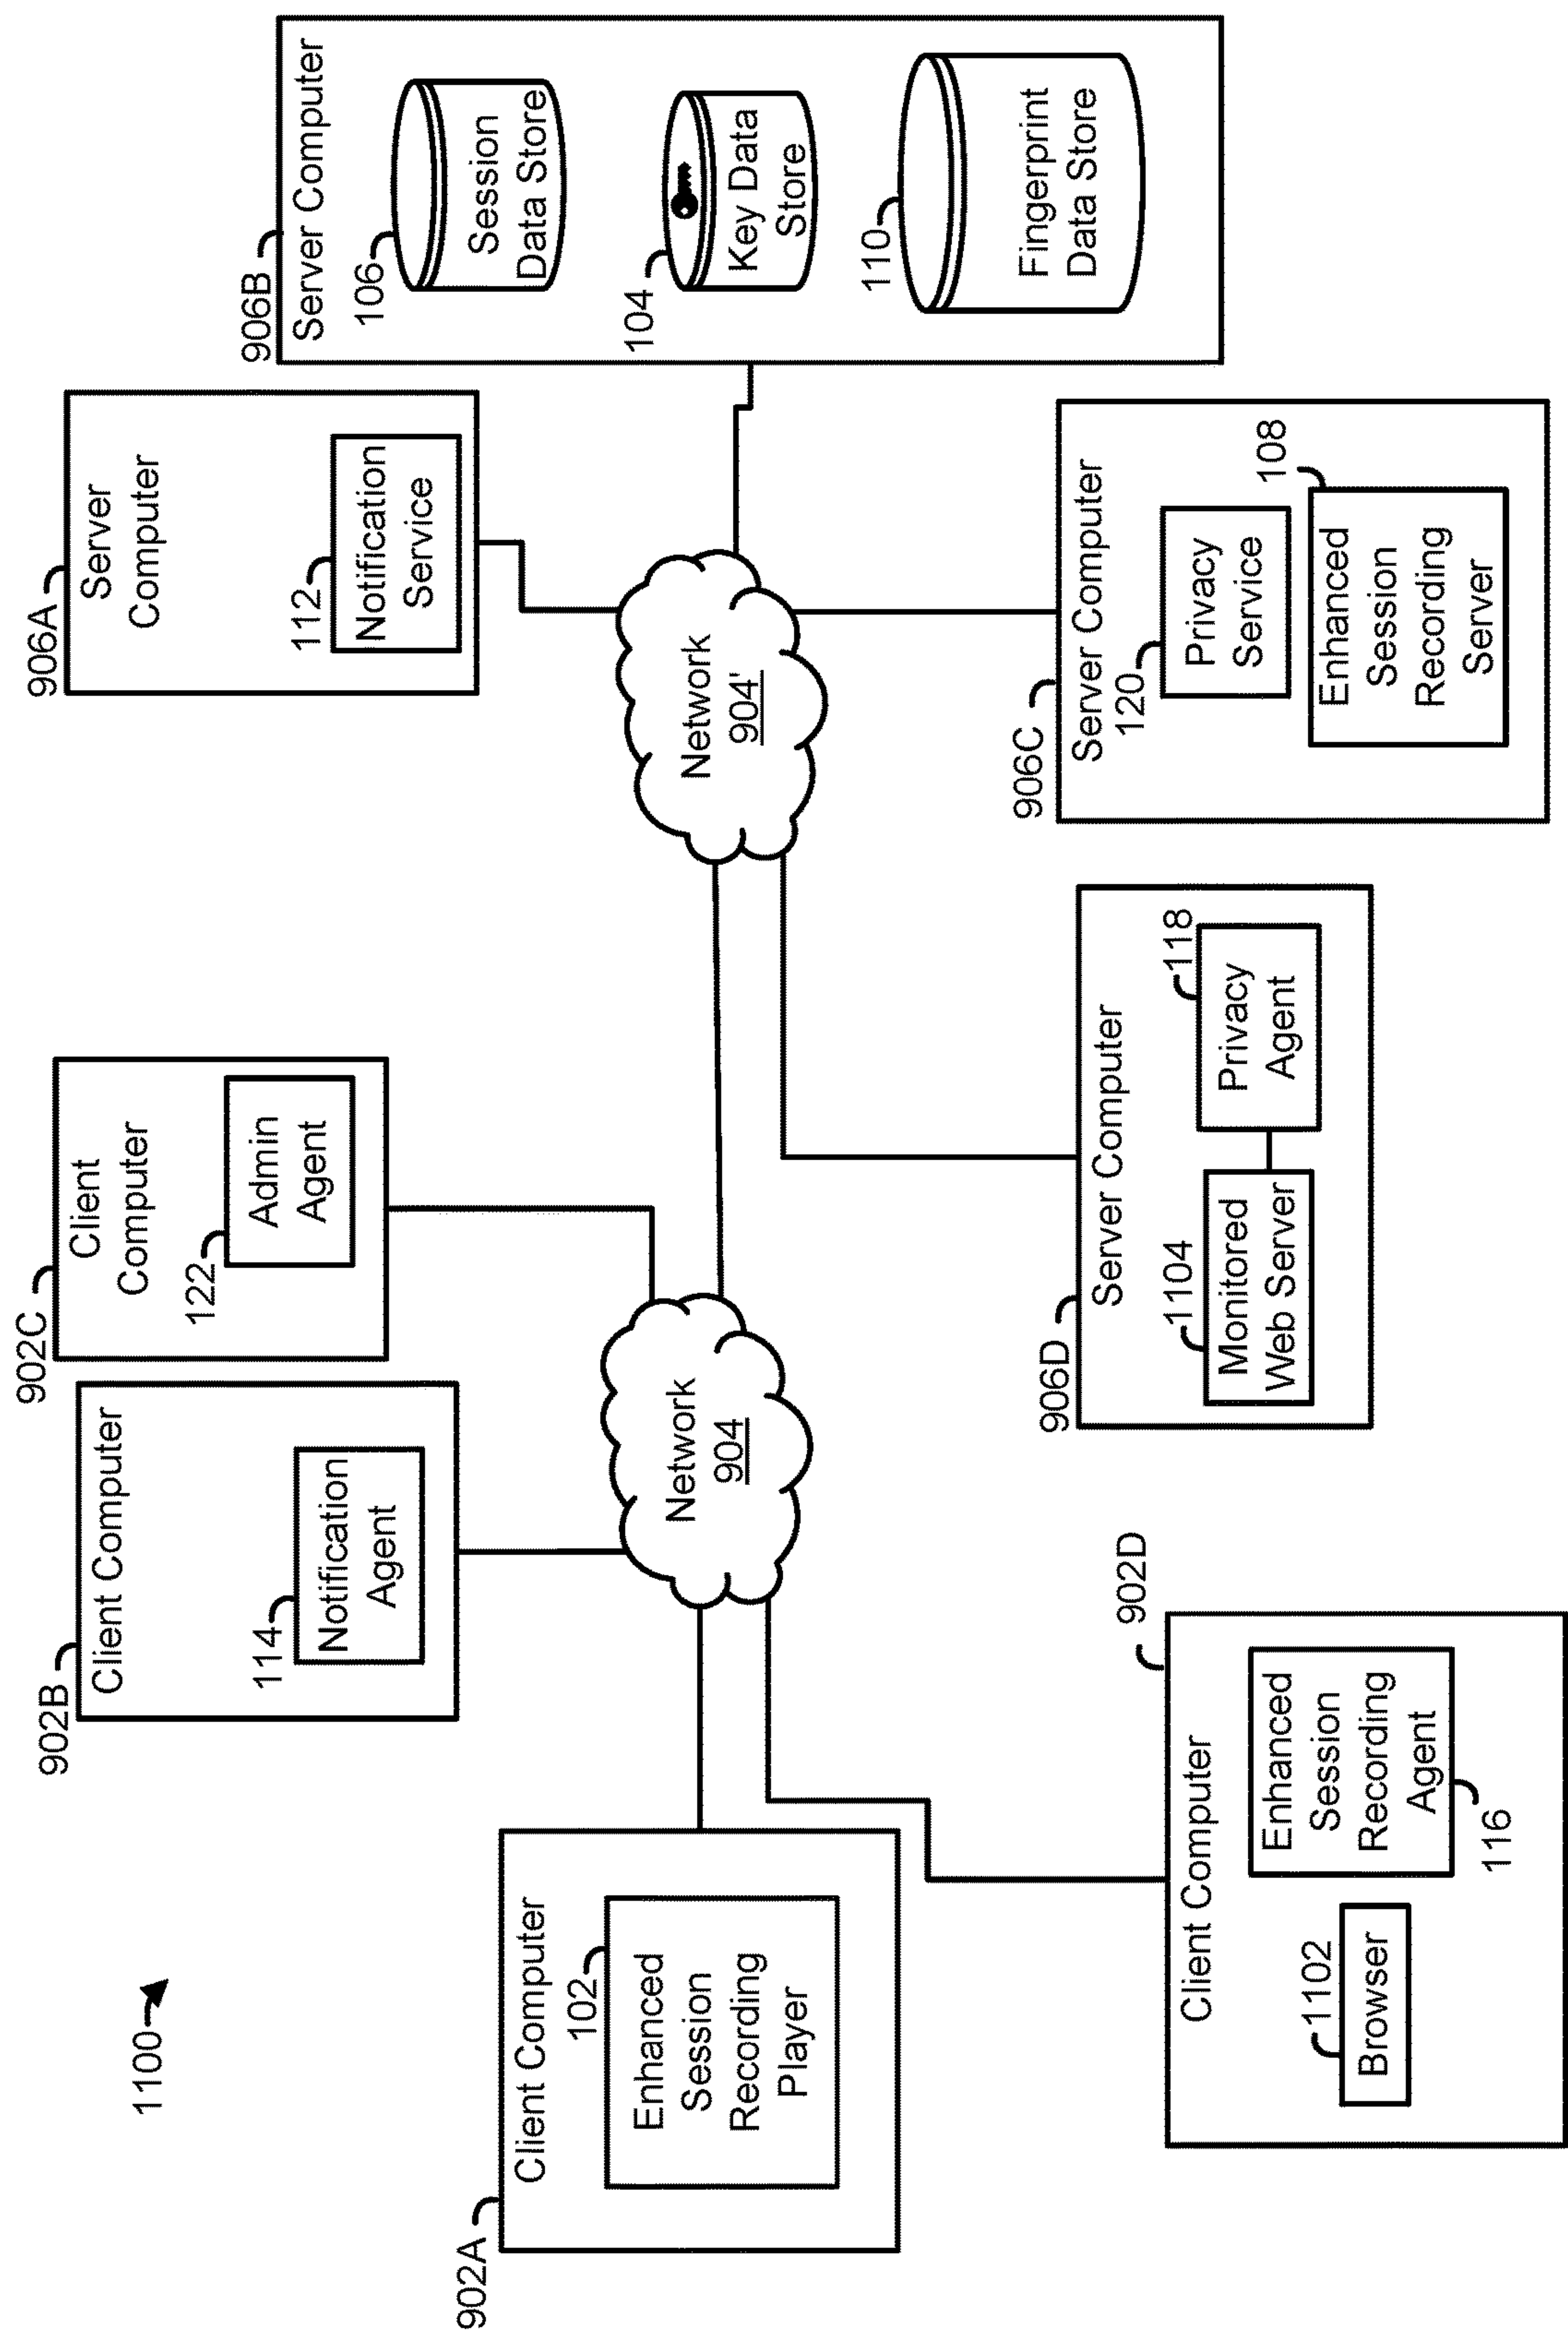 1100
902A
Client Computer
102
Enhanced
Session
Recording
Player
902B
Client Computer
114
Notification
Agent
902C
Client
Computer
122
Admin
Agent
906A
Server
Computer
112
Notification
Service
906B
Server Computer
106
Session
Data Store
104
Key Data
Store
110
Fingerprint
Data Store
Network
904
Network
904'
902D
Client Computer
1102
Browser
Enhanced
Session
Recording
Agent
116
906D
Server Computer
1104
Monitored
Web Server
118
Privacy
Agent
906C
Server Computer
120
Privacy
Service
108
Enhanced
Session
Recording
Server